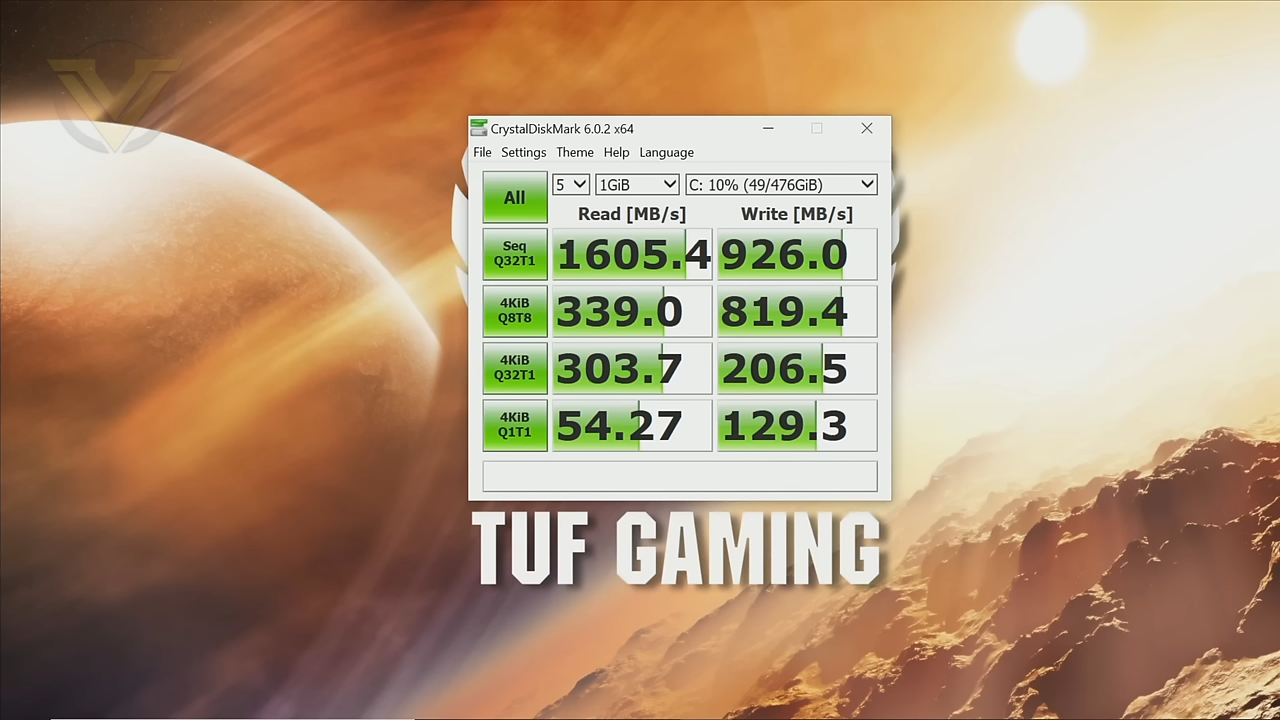 CrystalDiskMark 6.0.2 x64
File Settings Theme Help Language
All 5 1GiB C: 10% (49/476GiB)
Read [MB/s] Write [MB/s]
Seq Q32T1 1605.4 926.0
4KiB Q8T8 339.0 819.4
4KiB Q32T1 303.7 206.5
4KiB Q1T1 54.27 129.3
TUF GAMING